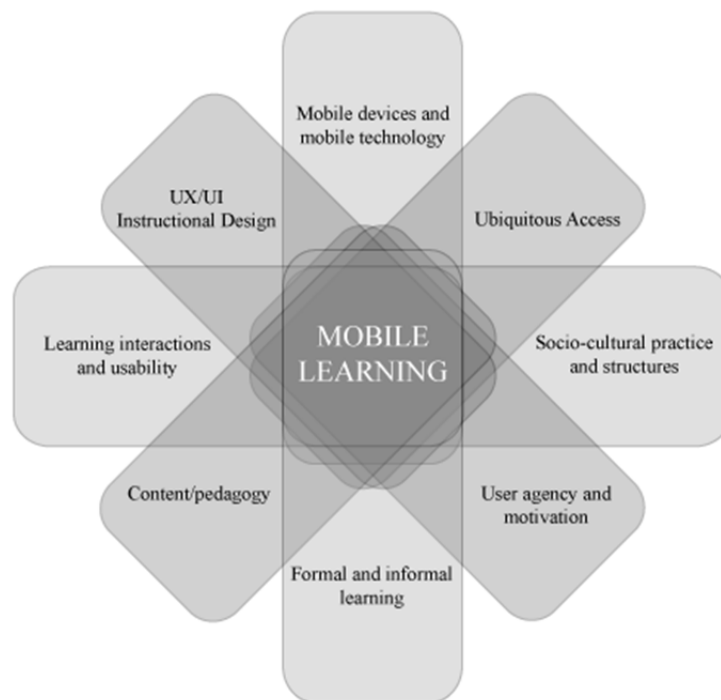 Mobile devices and
mobile technology
UX/UI
Instructional Design
Ubiquitous Access
Learning interactions
and usability
MOBILE
LEARNING
Socio-cultural practice
and structures
Content/pedagogy
User agency and
motivation
Formal and informal
learning